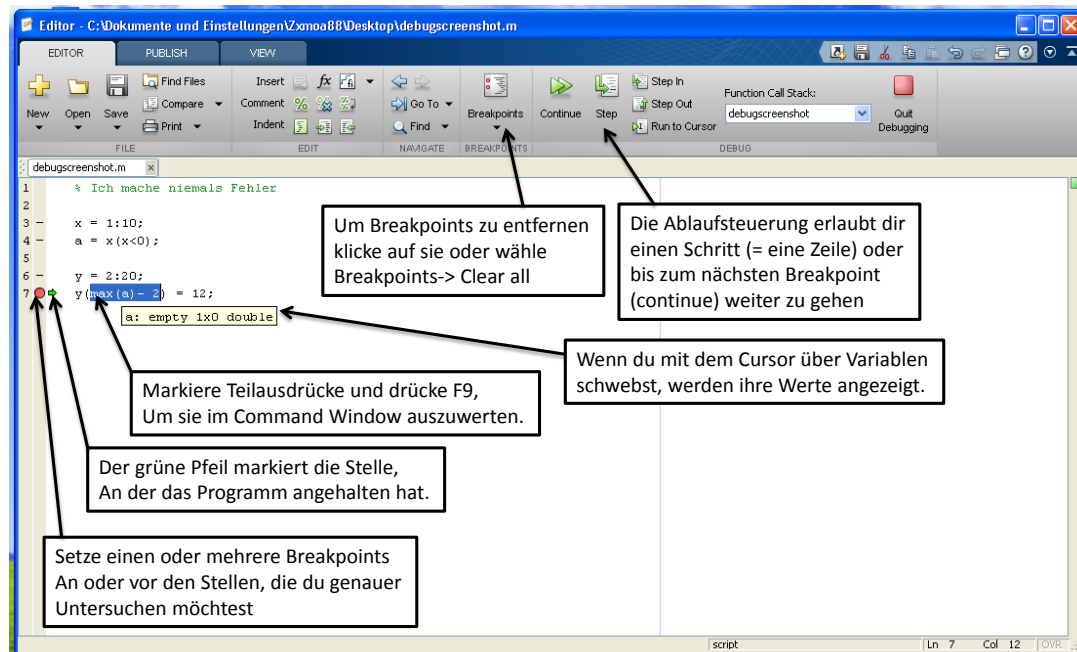 Editor - C:\Dokumente und Einstellungen\Zxmoa88\Desktop\debugscreenshot.m
EDITOR PUBLISH VIEW
New Open Save
Find Files
Compare
Print
FILE
Insert fx
Comment
Indent
EDIT
Go To
Find
NAVIGATE
Breakpoints
BREAKPOINTS
Continue Step
Step In
Step Out
Run to Cursor
Function Call Stack:
debugscreenshot
Quit Debugging
DEBUG
debugscreenshot.m
1 % Ich mache niemals Fehler
2
3 – x = 1:10;
4 – a = x(x<0);
5
6 – y = 2:20;
7 y(max(a)- 2) = 12;
a: empty 1x0 double
Um Breakpoints zu entfernen
klicke auf sie oder wähle
Breakpoints-> Clear all
Die Ablaufsteuerung erlaubt dir
einen Schritt (= eine Zeile) oder
bis zum nächsten Breakpoint
(continue) weiter zu gehen
Wenn du mit dem Cursor über Variablen
schwebst, werden ihre Werte angezeigt.
Markiere Teilausdrücke und drücke F9,
Um sie im Command Window auszuwerten.
Der grüne Pfeil markiert die Stelle,
An der das Programm angehalten hat.
Setze einen oder mehrere Breakpoints
An oder vor den Stellen, die du genauer
Untersuchen möchtest
script Ln 7 Col 12 OVR